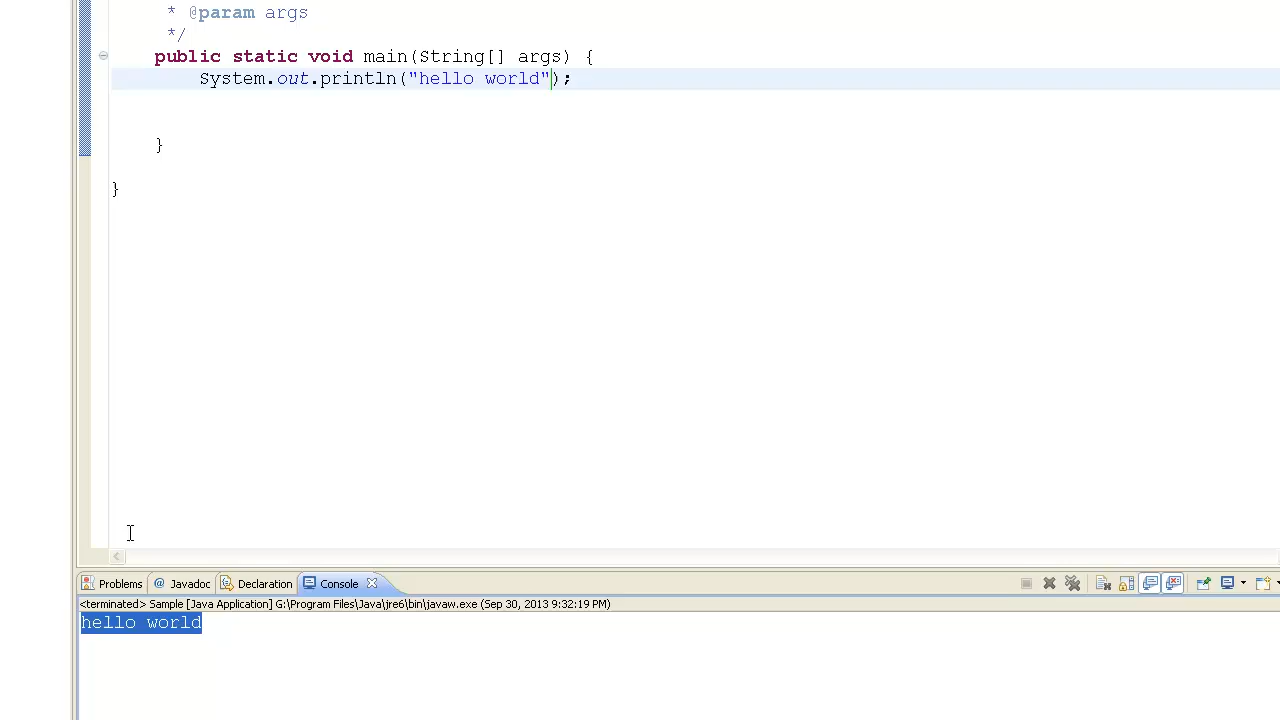 * @param args
*/
public static void main(String[] args) {
System.out.println("hello world");
}
}
Problems @ Javadoc Declaration Console
<terminated> Sample [Java Application] G:\Program Files\Java\jre6\bin\javaw.exe (Sep 30, 2013 9:32:19 PM)
hello world